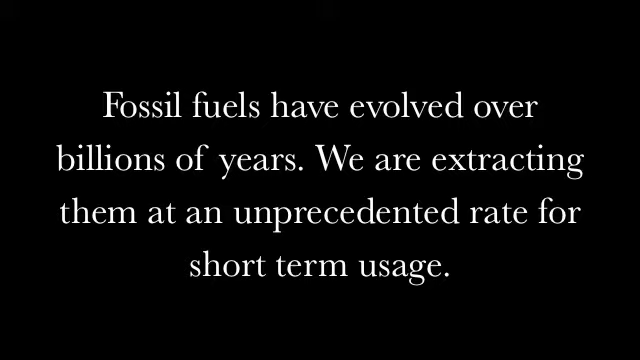 Fossil fuels have evolved over
billions of years. We are extracting
them at an unprecedented rate for
short term usage.